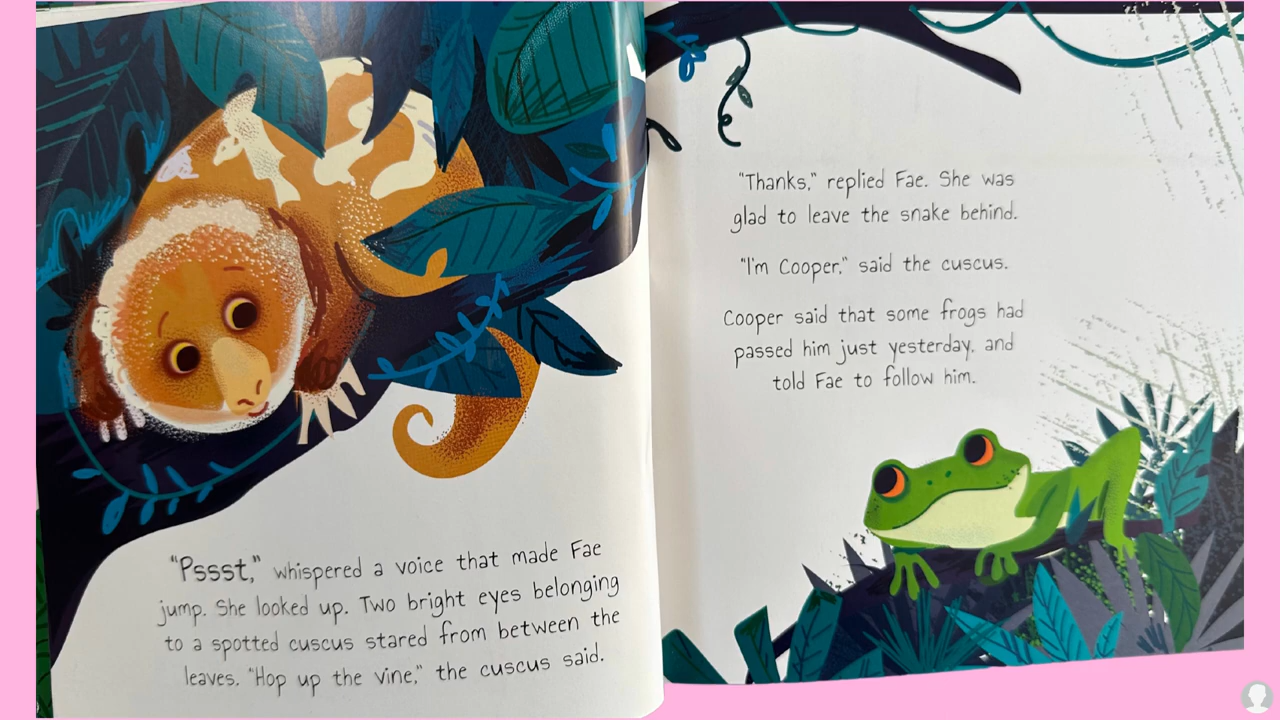 "Pssst," whispered a voice that made Fae
jump. She looked up. Two bright eyes belonging
to a spotted cuscus stared from between the
leaves. "Hop up the vine," the cuscus said.
"Thanks," replied Fae. She was
glad to leave the snake behind.
"I'm Cooper," said the cuscus.
Cooper said that some frogs had
passed him just yesterday, and
told Fae to follow him.